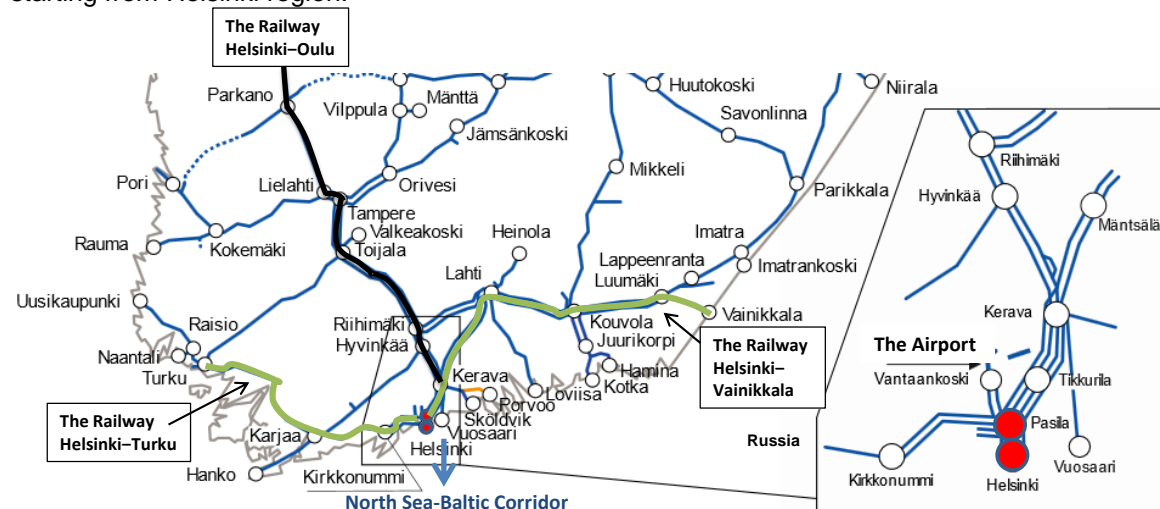 starting from Helsinki region.
The Railway
Helsinki–Oulu
Parkano
Vilppula
Mänttä
Huutokoski
Niirala
Savonlinna
Jämsänkoski
Riihimäki
Pori
Lielahti
Orivesi
Mikkeli
Parikkala
Hyvinkää
Mäntsälä
Tampere
Valkeakoski
Heinola
Imatra
Rauma
Kokemäki
Toijala
Lahti
Lappeenranta
Luumäki
Imatrankoski
Uusikaupunki
Vainikkala
Kerava
Raisio
Riihimäki
Hyvinkää
Kouvola
Juurikorpi
The Railway
Helsinki–
Vainikkala
The Airport
Naantali
Turku
Kerava
Hamina
Kotka
Vantaankoski
Tikkurila
Loviisa
Porvoo
Sköldvik
The Railway
Helsinki–Turku
Karjaa
Vuosaari
Helsinki
Russia
Pasila
Hanko
Kirkkonummi
Kirkkonummi
Helsinki
Vuosaari
North Sea-Baltic Corridor